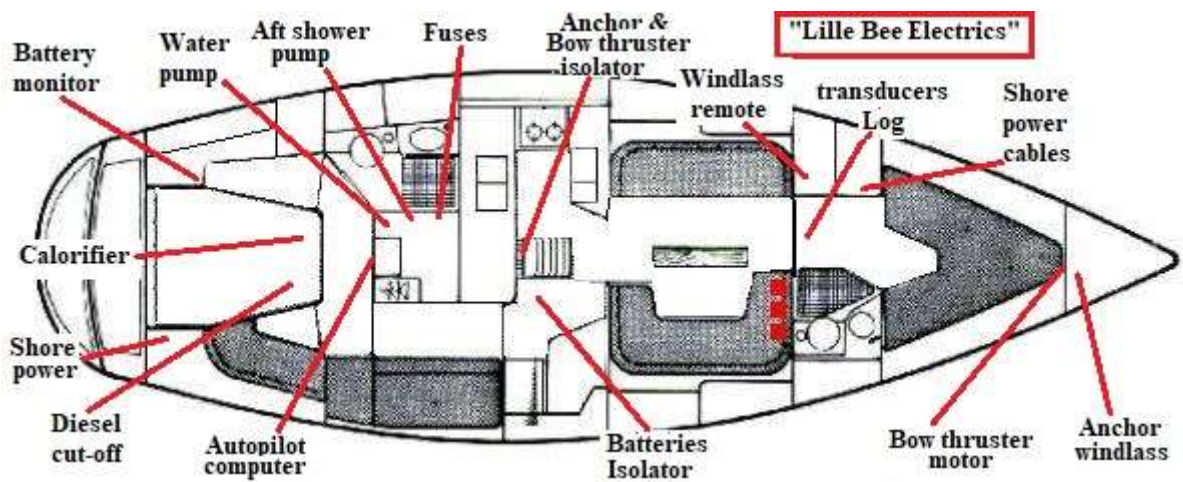 "Lille Bee Electrics"
Battery
monitor
Water
pump
Aft shower
pump
Fuses
Anchor &
Bow thruster
isolator
Windlass
remote
transducers
Log
Shore
power
cables
Calorifier
Shore
power
Diesel
cut-off
Autopilot
computer
Batteries
Isolator
Bow thruster
motor
Anchor
windlass